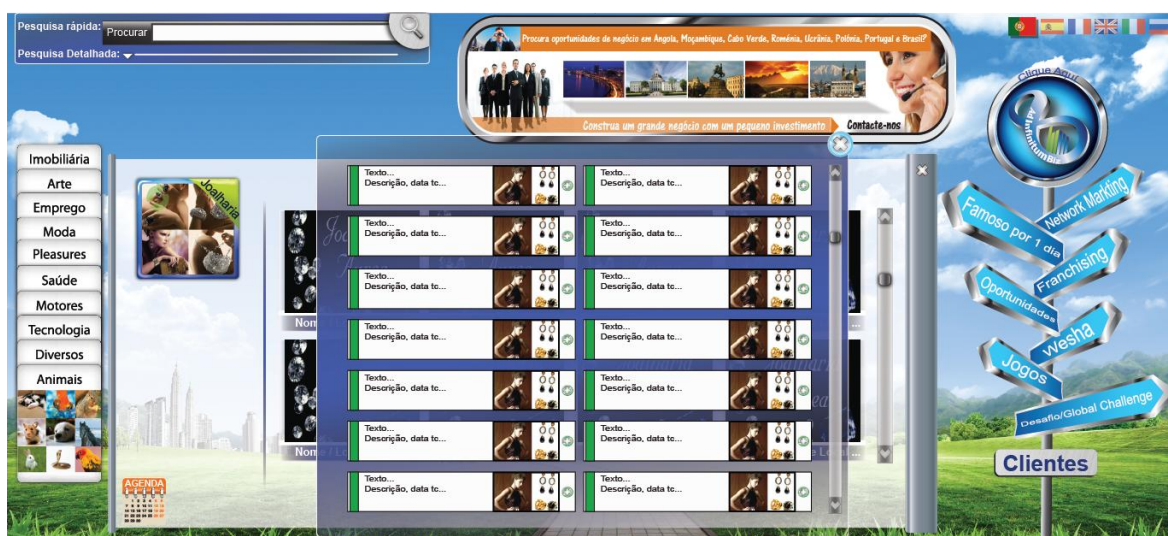 Pesquisa rápida:
Procurar
Pesquisa Detalhada:
Procura oportunidades de negócio em Angola, Moçambique, Cabo Verde, Roménia, Ucrânia, Polónia, Portugal e Brasil?
Construa um grande negócio com um pequeno investimento
Contacte-nos
Clique Aqui
Ad Infinitum Biz
Imobiliária
Arte
Emprego
Moda
Pleasures
Saúde
Motores
Tecnologia
Diversos
Animais
Joalharia
AGENDA
Texto...
Descrição, data tc...
Texto...
Descrição, data tc...
Texto...
Descrição, data tc...
Texto...
Descrição, data tc...
Texto...
Descrição, data tc...
Texto...
Descrição, data tc...
Texto...
Descrição, data tc...
Texto...
Descrição, data tc...
Texto...
Descrição, data tc...
Texto...
Descrição, data tc...
Texto...
Descrição, data tc...
Texto...
Descrição, data tc...
Texto...
Descrição, data tc...
Texto...
Descrição, data tc...
Network Markting
Famoso por 1 dia
Franchising
Oportunidades
Wesha
Jogos
Desafio/Global Challenge
Clientes